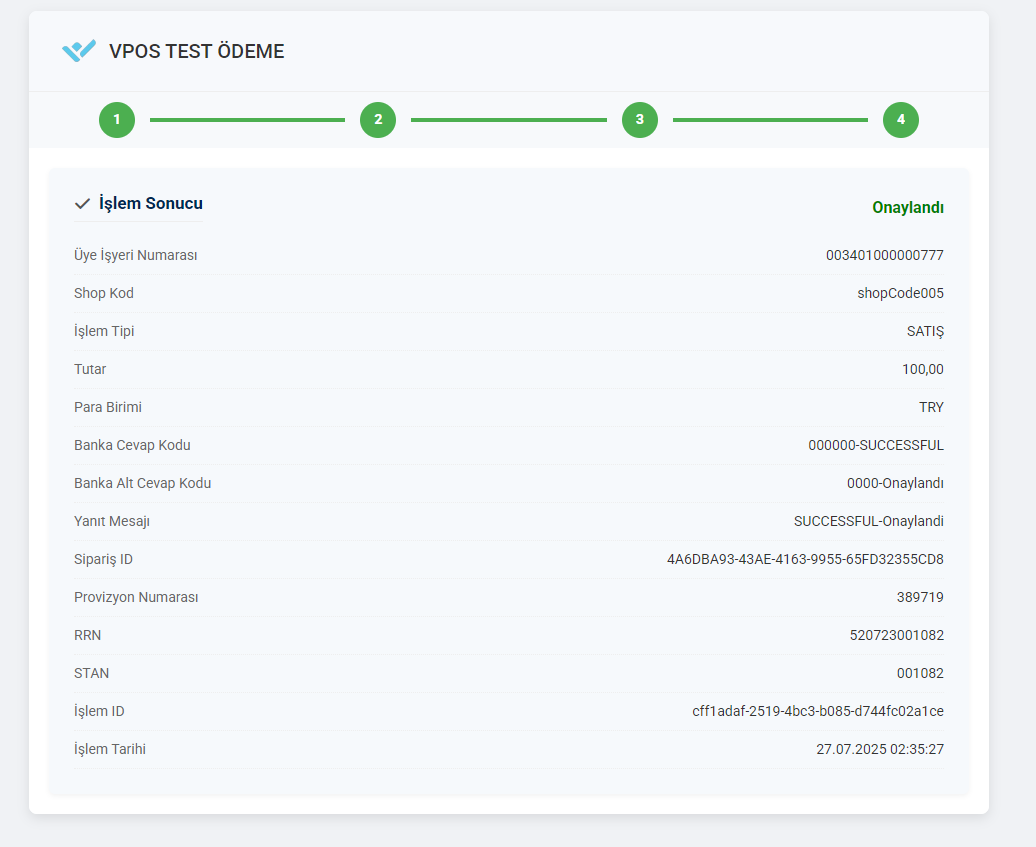 VPOS TEST ÖDEME
1 2 3 4
İşlem Sonucu Onaylandı
Üye İşyeri Numarası 003401000000777
Shop Kod shopCode005
İşlem Tipi SATIŞ
Tutar 100,00
Para Birimi TRY
Banka Cevap Kodu 000000-SUCCESSFUL
Banka Alt Cevap Kodu 0000-Onaylandı
Yanıt Mesajı SUCCESSFUL-Onaylandi
Sipariş ID 4A6DBA93-43AE-4163-9955-65FD32355CD8
Provizyon Numarası 389719
RRN 520723001082
STAN 001082
İşlem ID cff1adaf-2519-4bc3-b085-d744fc02a1ce
İşlem Tarihi 27.07.2025 02:35:27